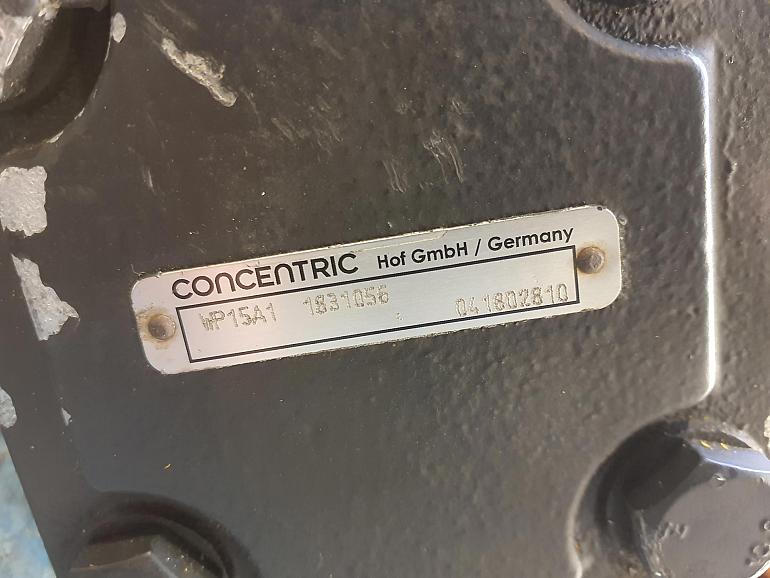 CONCENTRIC Hof GmbH / Germany
WP15A1 1831056 041802810